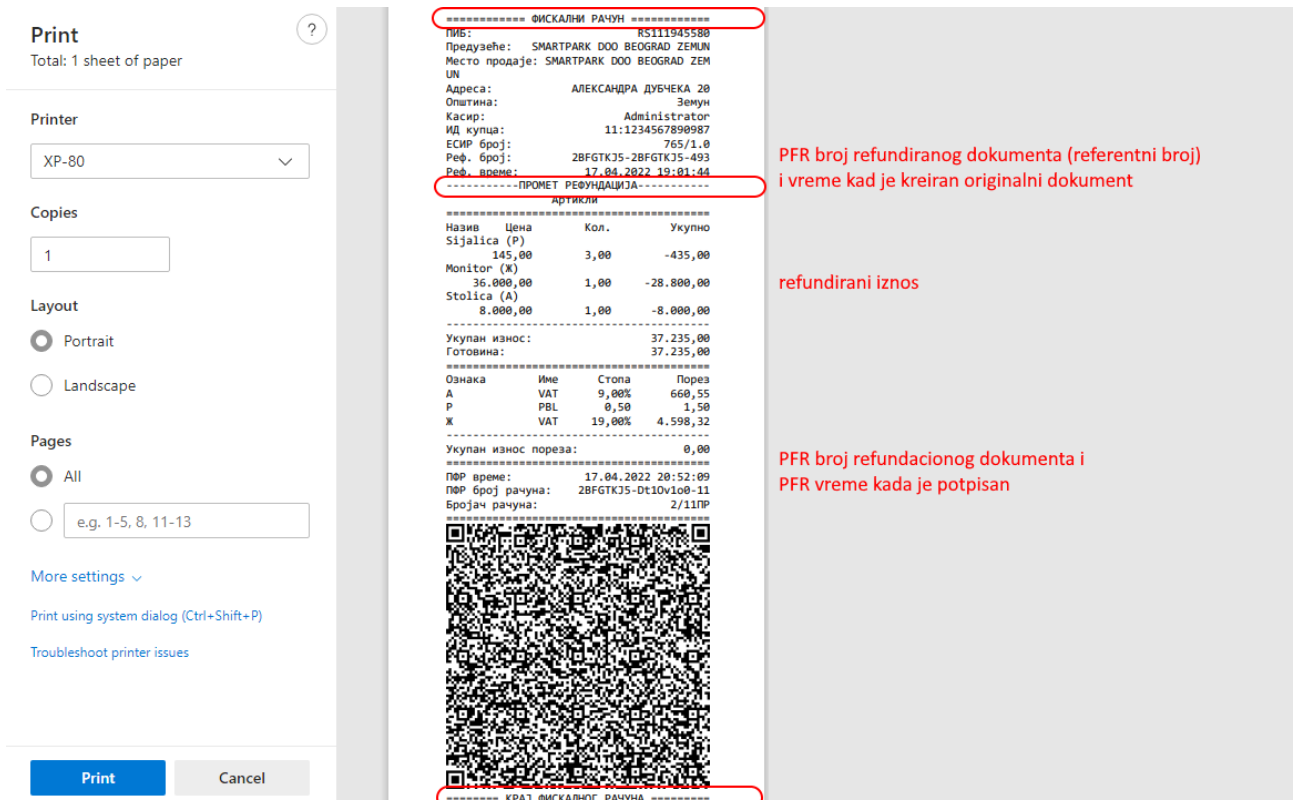 Print
?
Total: 1 sheet of paper
Printer
XP-80
Copies
1
Layout
Portrait
Landscape
Pages
All
e.g. 1-5, 8, 11-13
More settings
Print using system dialog (Ctrl+Shift+P)
Troubleshoot printer issues
Print Cancel
============ ФИСКАЛНИ РАЧУН ============
ПИБ: RS111945580
Предузеће: SMARTPARK DOO BEOGRAD ZEMUN
Место продаје: SMARTPARK DOO BEOGRAD ZEM
UN
Адреса: АЛЕКСАНДРА ДУБЧЕКА 20
Општина: Земун
Касир: Administrator
ИД купца: 11:1234567890987
ЕСИР број: 765/1.0
Реф. број: 2BFGTKJ5-2BFGTKJ5-493
Реф. време: 17.04.2022 19:01:44
-----------ПРОМЕТ РЕФУНДАЦИЈА-----------
Артикли
========================================
Назив Цена Кол. Укупно
Sijalica (Р)
145,00 3,00 -435,00
Monitor (Ж)
36.000,00 1,00 -28.800,00
Stolica (А)
8.000,00 1,00 -8.000,00
----------------------------------------
Укупан износ: 37.235,00
Готовина: 37.235,00
========================================
Ознака Име Стопа Порез
А VAT 9,00% 660,55
Р PBL 0,50 1,50
Ж VAT 19,00% 4.598,32
----------------------------------------
Укупан износ пореза: 0,00
========================================
ПФР време: 17.04.2022 20:52:09
ПФР број рачуна: 2BFGTKJ5-Dt1Ov1o0-11
Бројач рачуна: 2/11ПР
========================================
======== КРАЈ ФИСКАЛНОГ РАЧУНА =========
PFR broj refundiranog dokumenta (referentni broj)
i vreme kad je kreiran originalni dokument
refundirani iznos
PFR broj refundacionog dokumenta i
PFR vreme kada je potpisan